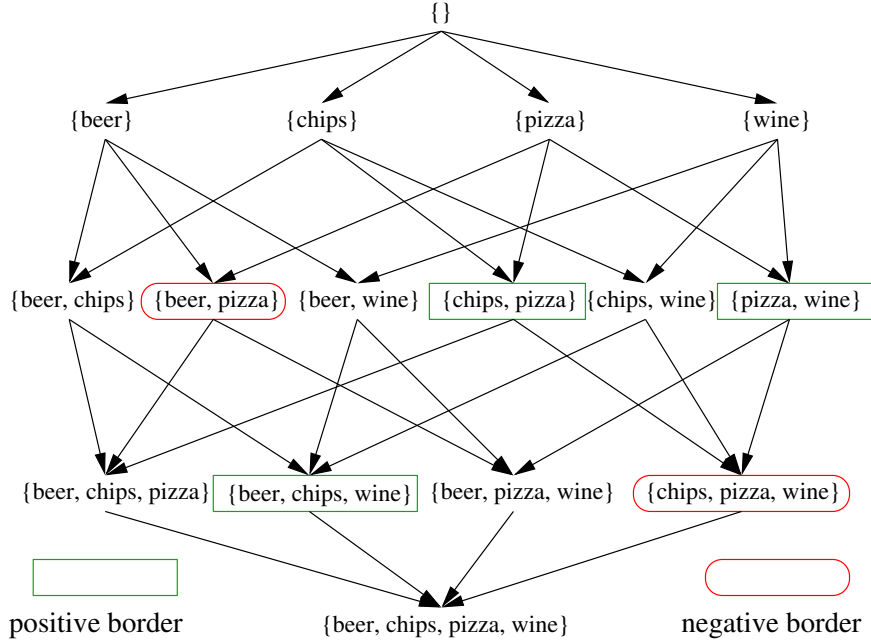 {}
{beer} {chips} {pizza} {wine}
{beer, chips} {beer, pizza} {beer, wine} {chips, pizza} {chips, wine} {pizza, wine}
{beer, chips, pizza} {beer, chips, wine} {beer, pizza, wine} {chips, pizza, wine}
{beer, chips, pizza, wine}
positive border
negative border